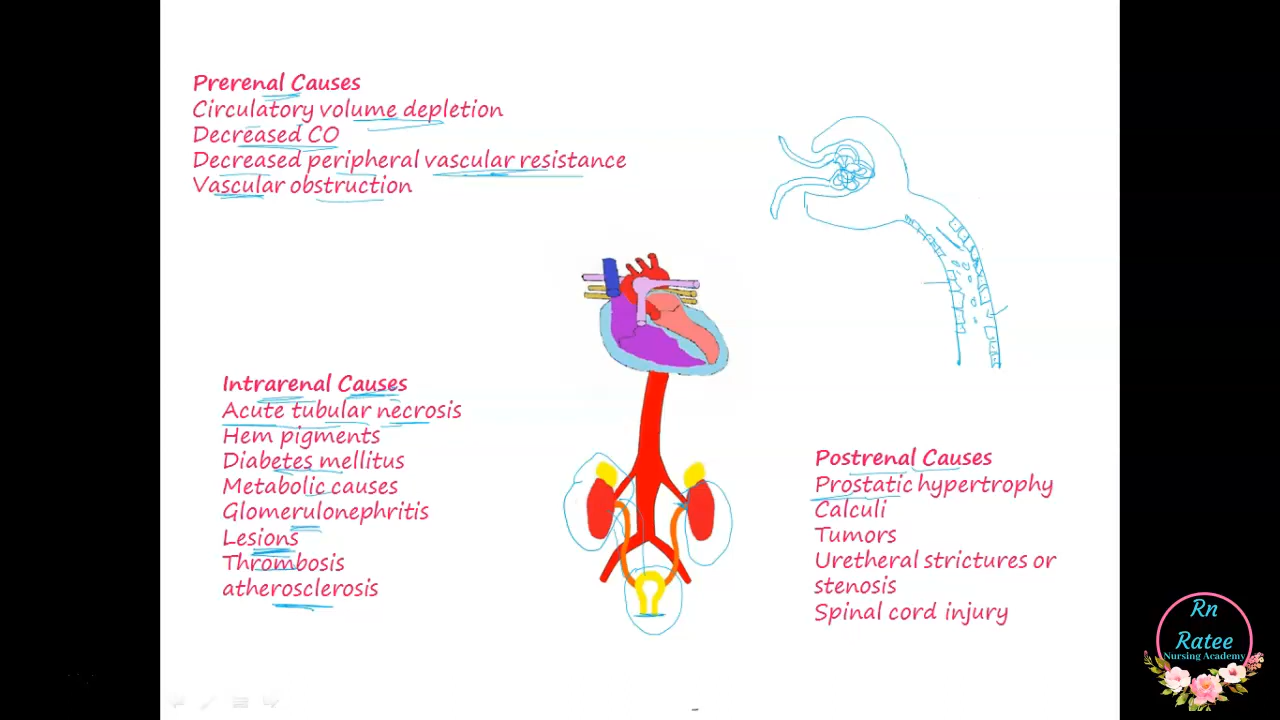 Prerenal Causes
Circulatory volume depletion
Decreased CO
Decreased peripheral vascular resistance
Vascular obstruction
Intrarenal Causes
Acute tubular necrosis
Hem pigments
Diabetes mellitus
Metabolic causes
Glomerulonephritis
Lesions
Thrombosis
atherosclerosis
Postrenal Causes
Prostatic hypertrophy
Calculi
Tumors
Uretheral strictures or
stenosis
Spinal cord injury
Rn
Ratee
Nursing Academy